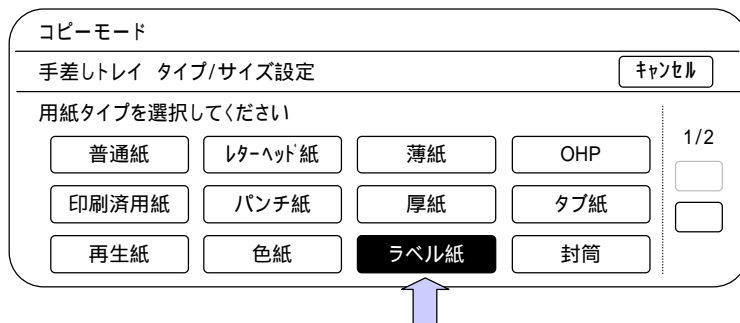 コピーモード
手差しトレイ タイプ/サイズ設定 ｷｬﾝｾﾙ
用紙タイプを選択してください
1/2
普通紙 ﾚﾀｰﾍｯﾄﾞ紙 薄紙 OHP
印刷済用紙 パンチ紙 厚紙 タブ紙
再生紙 色紙 ラベル紙 封筒